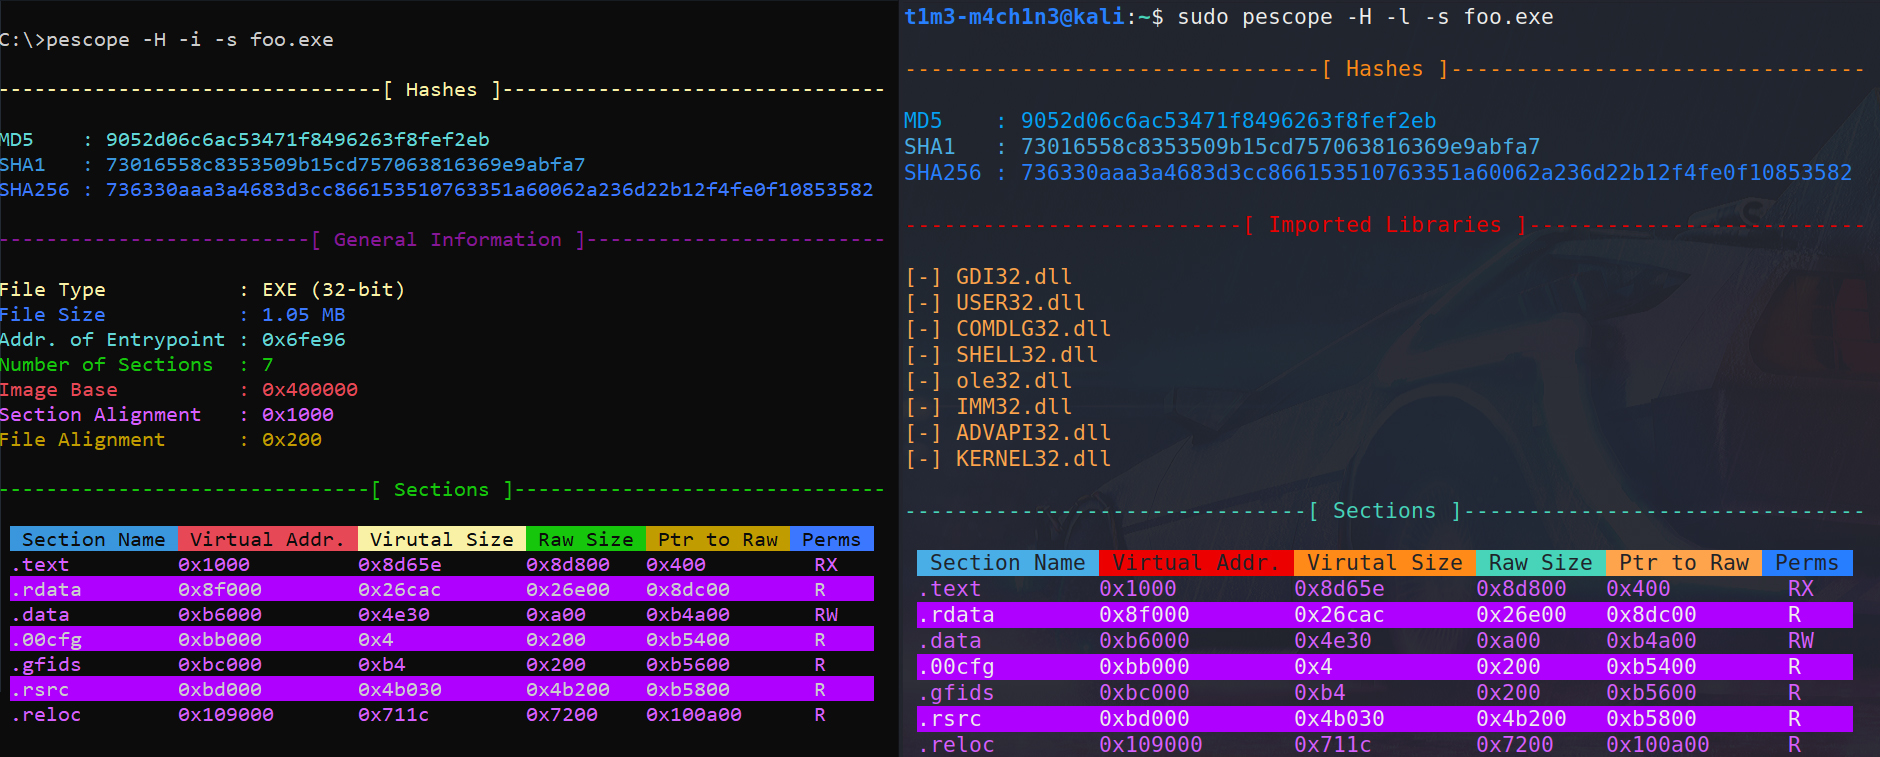 C:\>pescope -H -i -s foo.exe
--------------------------------[ Hashes ]--------------------------------
MD5    : 9052d06c6ac53471f8496263f8fef2eb
SHA1   : 73016558c8353509b15cd757063816369e9abfa7
SHA256 : 736330aaa3a4683d3cc866153510763351a60062a236d22b12f4fe0f10853582
--------------------------[ General Information ]-------------------------
File Type           : EXE (32-bit)
File Size           : 1.05 MB
Addr. of Entrypoint : 0x6fe96
Number of Sections  : 7
Image Base          : 0x400000
Section Alignment   : 0x1000
File Alignment      : 0x200
-------------------------------[ Sections ]-------------------------------
Section Name  Virtual Addr.  Virutal Size  Raw Size  Ptr to Raw  Perms
.text         0x1000         0x8d65e       0x8d800   0x400         RX
.rdata        0x8f000        0x26cac       0x26e00   0x8dc00       R
.data         0xb6000        0x4e30        0xa00     0xb4a00       RW
.00cfg        0xbb000        0x4           0x200     0xb5400       R
.gfids        0xbc000        0xb4          0x200     0xb5600       R
.rsrc         0xbd000        0x4b030       0x4b200   0xb5800       R
.reloc        0x109000       0x711c        0x7200    0x100a00      R
t1m3-m4ch1n3@kali:~$ sudo pescope -H -l -s foo.exe
--------------------------------[ Hashes ]--------------------------------
MD5    : 9052d06c6ac53471f8496263f8fef2eb
SHA1   : 73016558c8353509b15cd757063816369e9abfa7
SHA256 : 736330aaa3a4683d3cc866153510763351a60062a236d22b12f4fe0f10853582
--------------------------[ Imported Libraries ]--------------------------
[-] GDI32.dll
[-] USER32.dll
[-] COMDLG32.dll
[-] SHELL32.dll
[-] ole32.dll
[-] IMM32.dll
[-] ADVAPI32.dll
[-] KERNEL32.dll
-------------------------------[ Sections ]-------------------------------
Section Name  Virtual Addr.  Virutal Size  Raw Size  Ptr to Raw  Perms
.text         0x1000         0x8d65e       0x8d800   0x400         RX
.rdata        0x8f000        0x26cac       0x26e00   0x8dc00       R
.data         0xb6000        0x4e30        0xa00     0xb4a00       RW
.00cfg        0xbb000        0x4           0x200     0xb5400       R
.gfids        0xbc000        0xb4          0x200     0xb5600       R
.rsrc         0xbd000        0x4b030       0x4b200   0xb5800       R
.reloc        0x109000       0x711c        0x7200    0x100a00      R